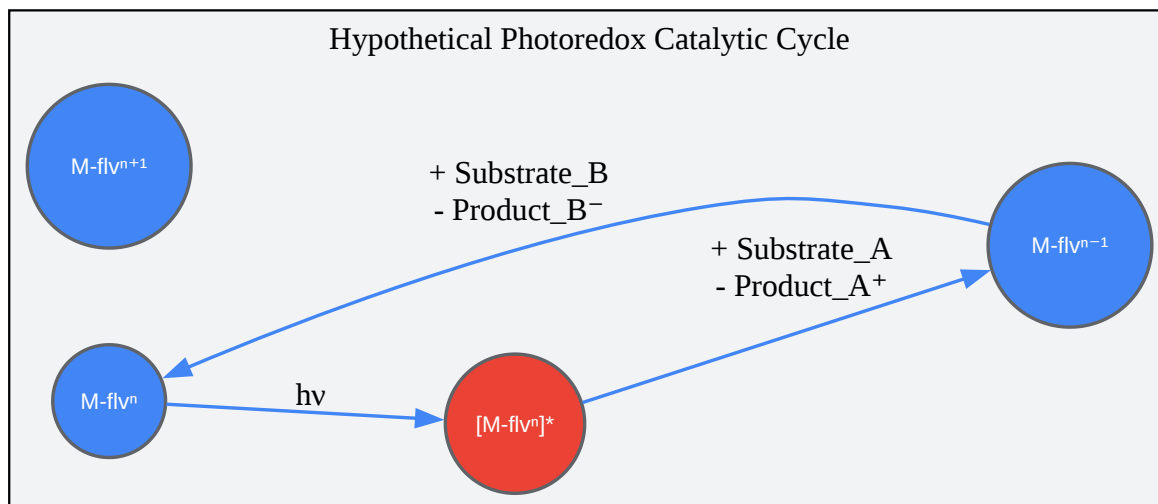 Hypothetical Photoredox Catalytic Cycle
M-flvⁿ⁺¹
+ Substrate_B
- Product_B⁻
+ Substrate_A
- Product_A⁺
M-flvⁿ⁻¹
M-flvⁿ
hν
[M-flvⁿ]*